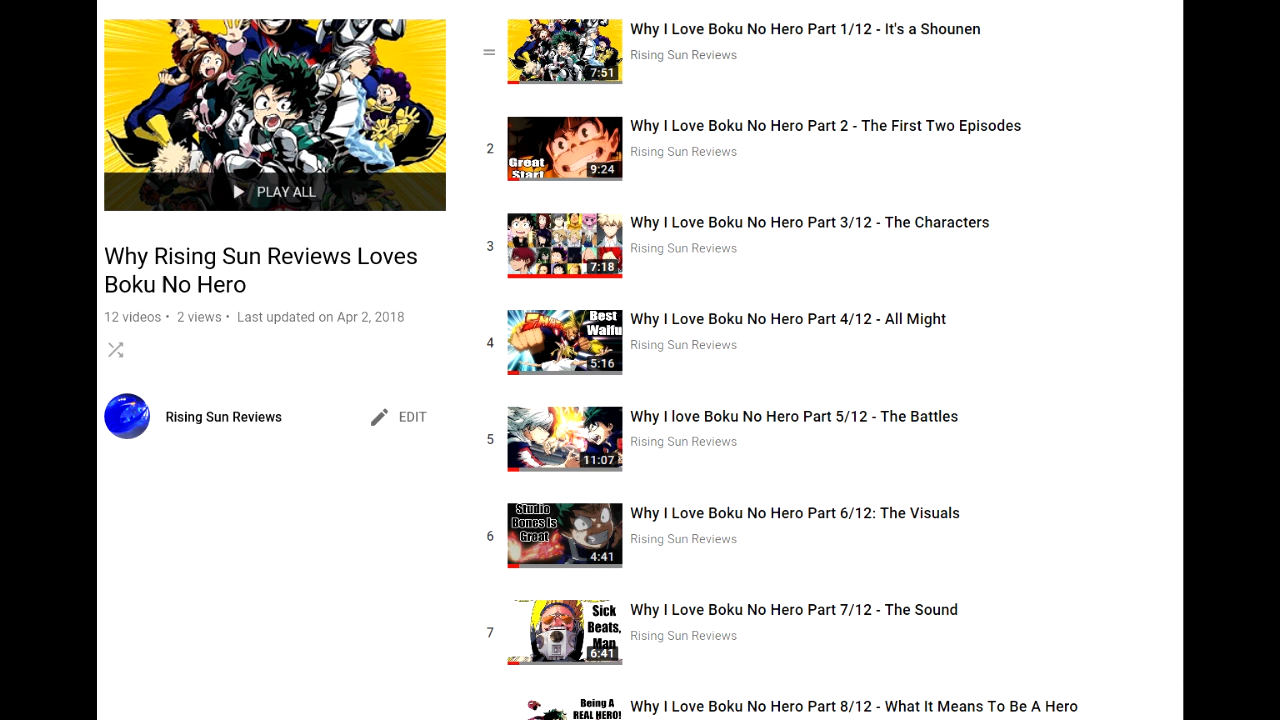 PLAY ALL
Why Rising Sun Reviews Loves
Boku No Hero
12 videos • 2 views • Last updated on Apr 2, 2018
Rising Sun Reviews
EDIT
Why I Love Boku No Hero Part 1/12 - It's a Shounen
Rising Sun Reviews
7:51
2
Why I Love Boku No Hero Part 2 - The First Two Episodes
Rising Sun Reviews
Great
Start
9:24
3
Why I Love Boku No Hero Part 3/12 - The Characters
Rising Sun Reviews
7:18
4
Why I Love Boku No Hero Part 4/12 - All Might
Rising Sun Reviews
Best
Waifu
5:16
5
Why I love Boku No Hero Part 5/12 - The Battles
Rising Sun Reviews
11:07
6
Why I Love Boku No Hero Part 6/12: The Visuals
Rising Sun Reviews
Studio
Bones Is
Great
4:41
7
Why I Love Boku No Hero Part 7/12 - The Sound
Rising Sun Reviews
Sick
Beats,
Man
6:41
Why I Love Boku No Hero Part 8/12 - What It Means To Be A Hero
Being A
REAL HERO!